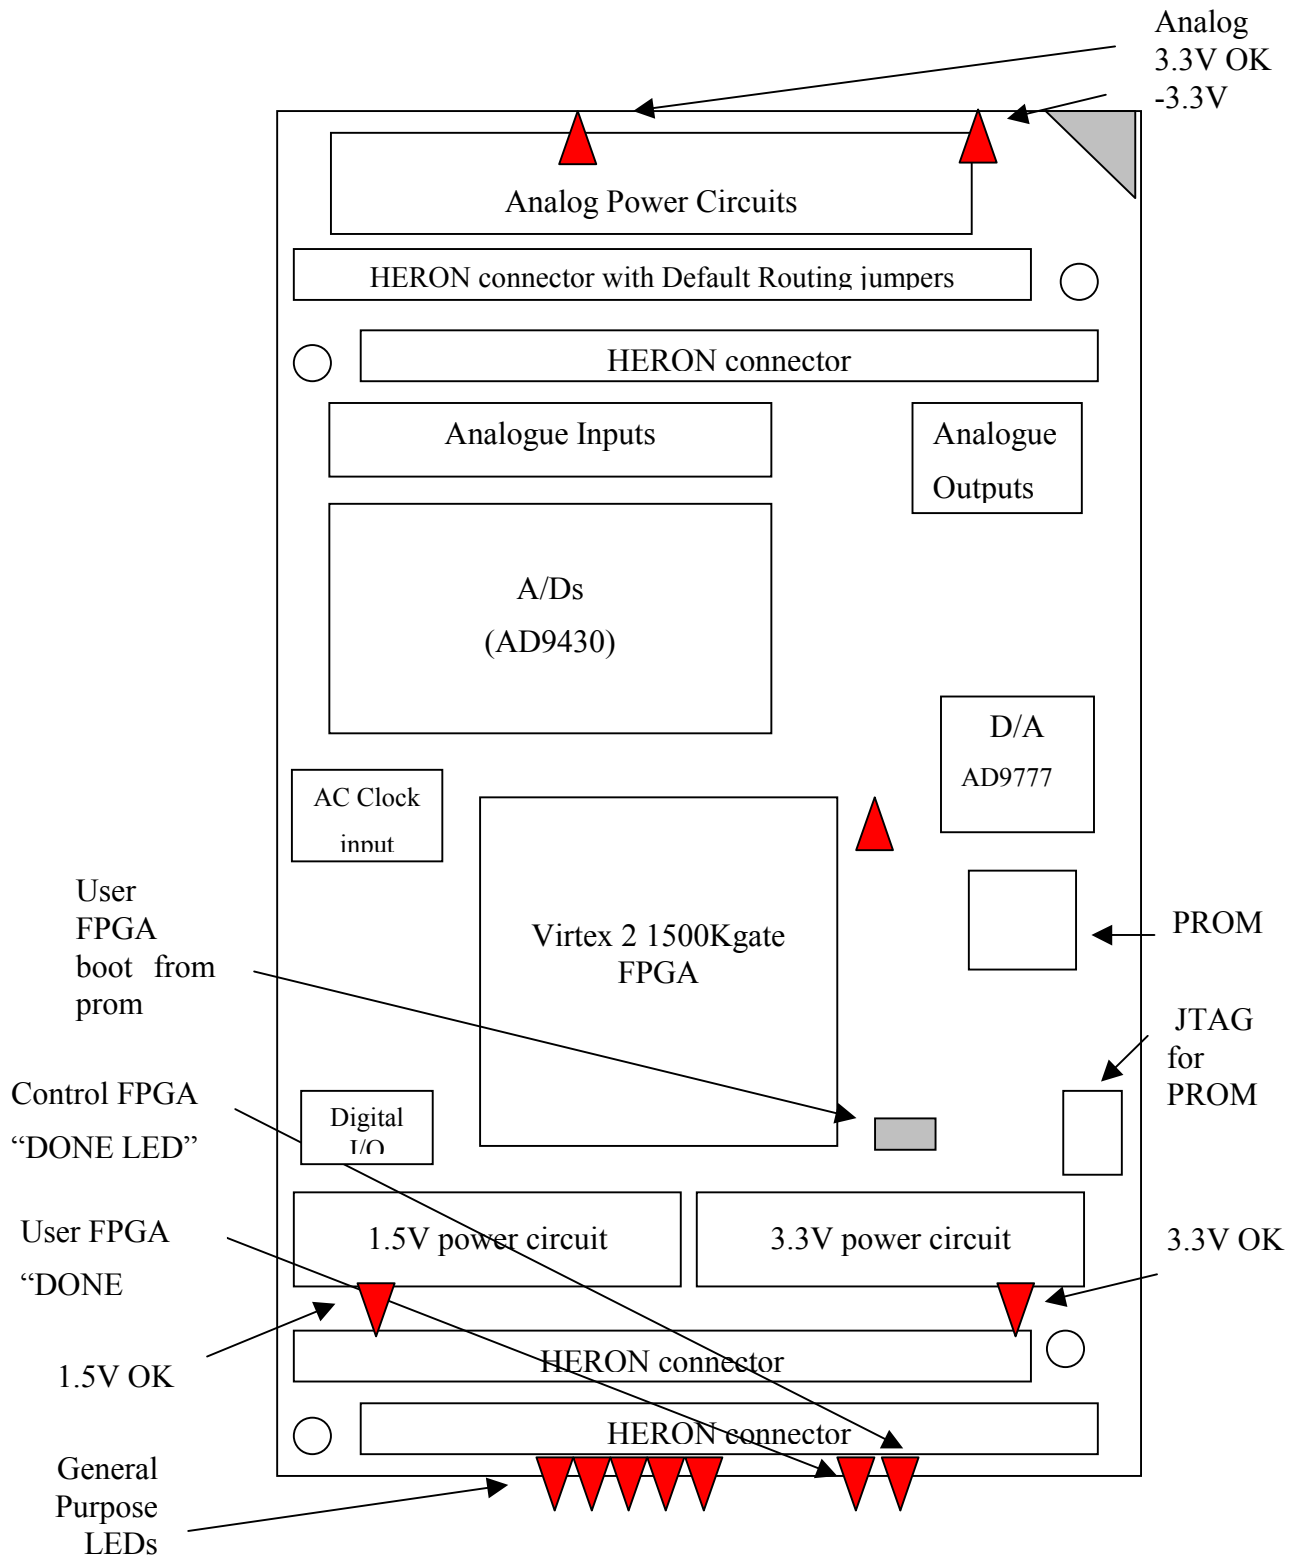 Analog
3.3V OK
-3.3V
Analog Power Circuits
HERON connector with Default Routing jumpers
HERON connector
Analogue Inputs
Analogue
Outputs
A/Ds
(AD9430)
D/A
AD9777
AC Clock
input
User
FPGA
boot from
prom
Virtex 2 1500Kgate
FPGA
PROM
JTAG
for
PROM
Control FPGA
“DONE LED”
Digital
I/O
User FPGA
“DONE
1.5V power circuit
3.3V power circuit
3.3V OK
1.5V OK
HERON connector
HERON connector
General
Purpose
LEDs